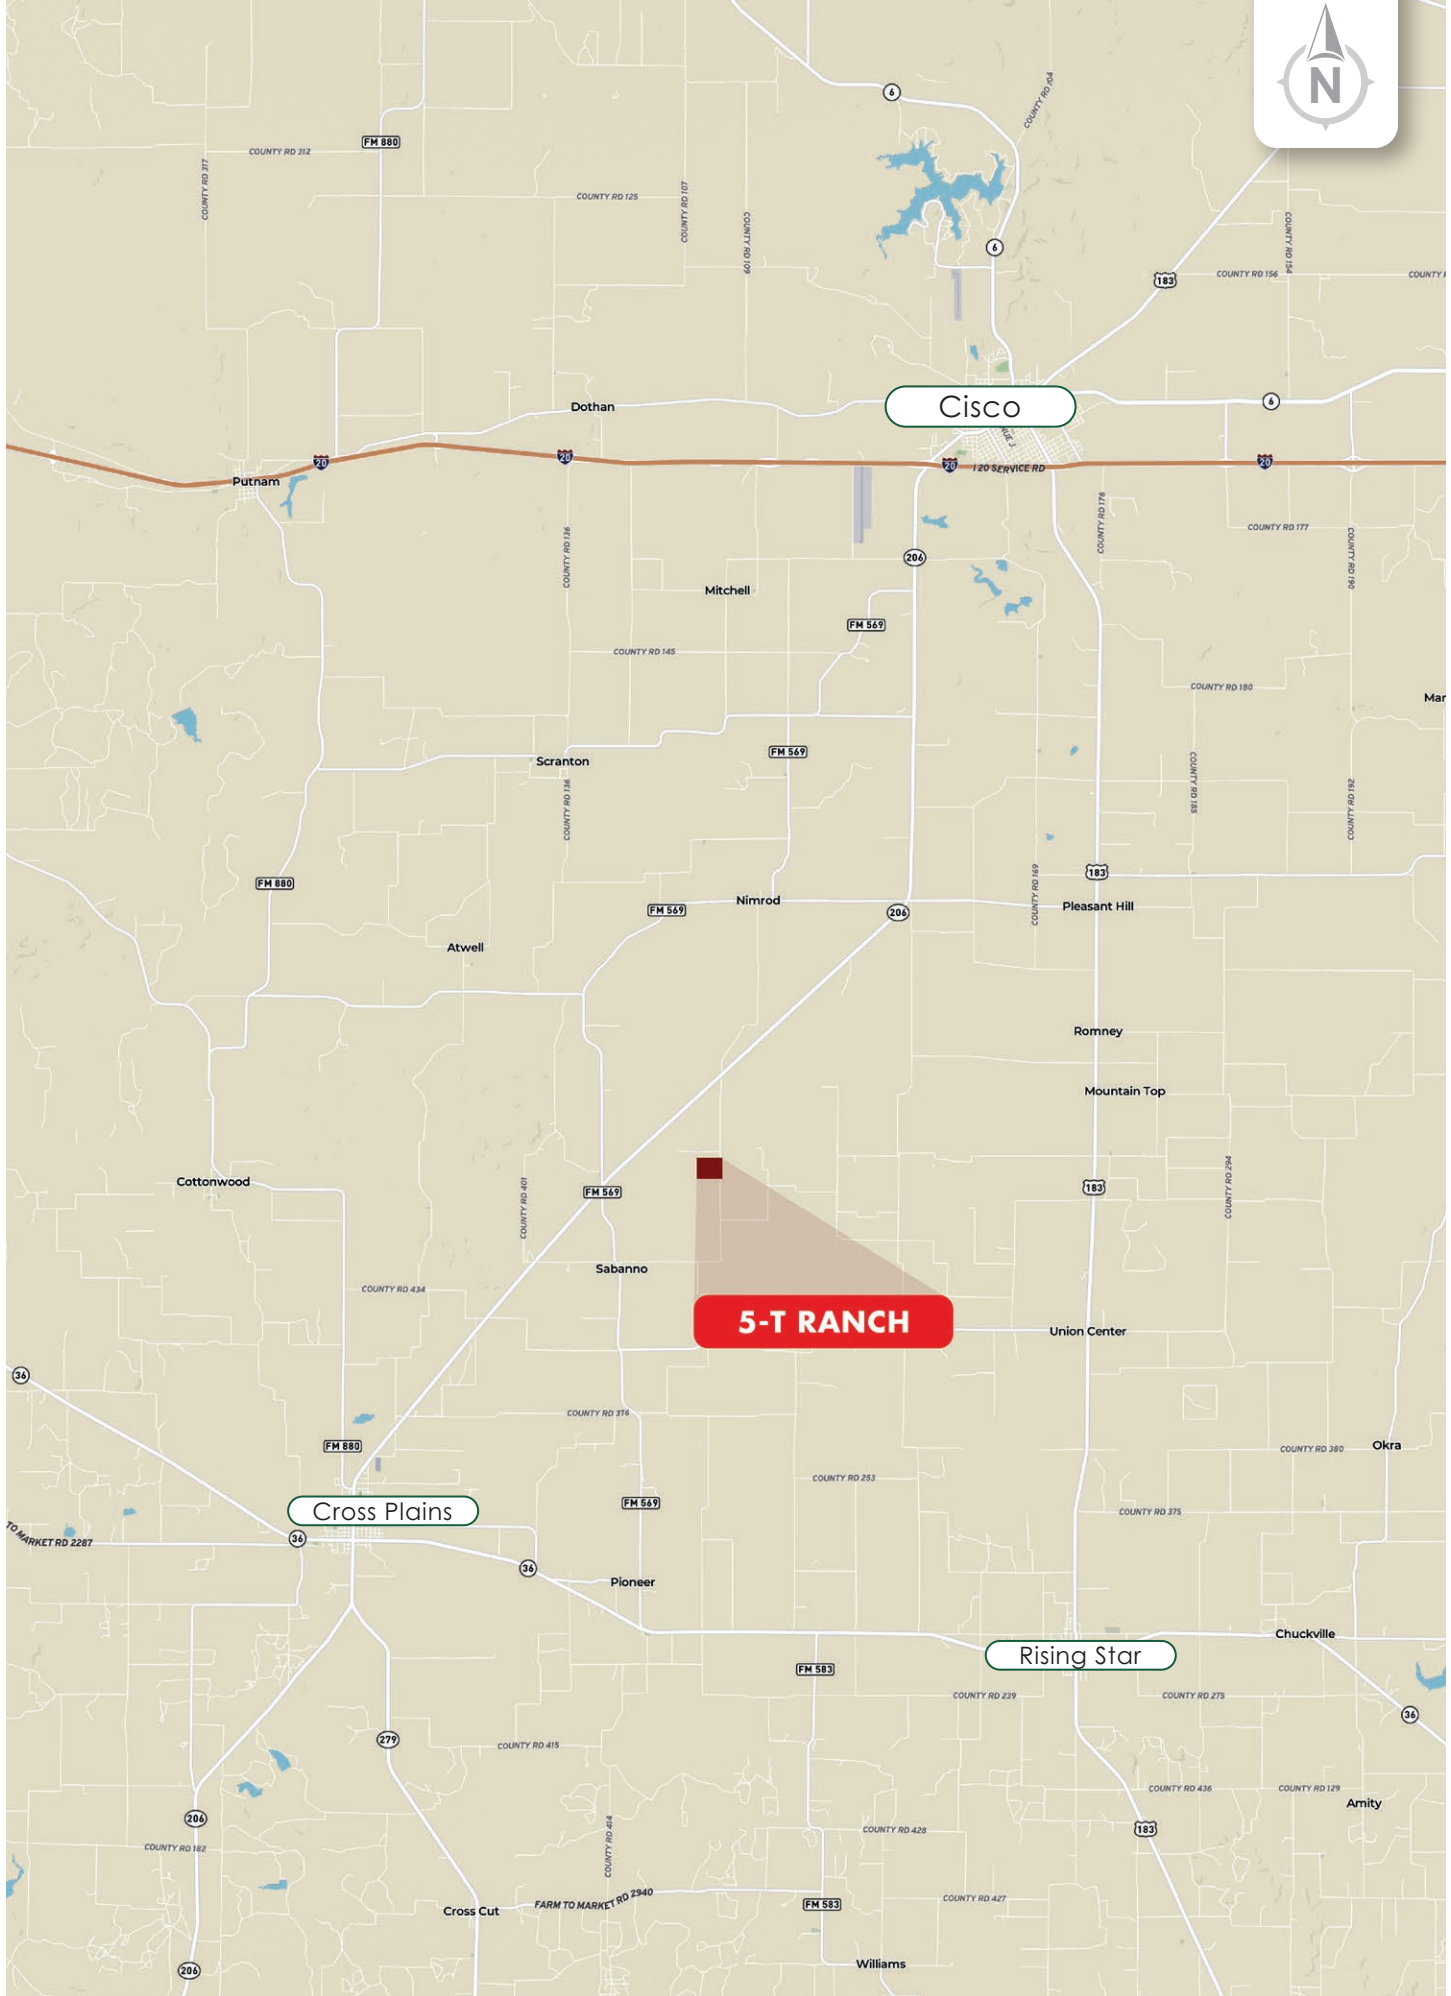 N
6
COUNTY RD 104
FM 880
COUNTY RD 312
COUNTY RD 317
COUNTY RD 125
COUNTY RD 107
COUNTY RD 109
COUNTY RD 154
6
183
COUNTY RD 156
COUNTY
Dothan
Cisco
6
NUE J
20
20
20
I 20 SERVICE RD
20
Putnam
COUNTY RD 136
COUNTY RD 176
COUNTY RD 177
COUNTY RD 190
206
Mitchell
FM 569
COUNTY RD 145
COUNTY RD 180
Mar
FM 569
Scranton
COUNTY RD 136
COUNTY RD 185
COUNTY RD 192
FM 880
183
COUNTY RD 169
Nimrod
FM 569
206
Pleasant Hill
Atwell
Romney
Mountain Top
Cottonwood
FM 569
COUNTY RD 401
183
COUNTY RD 294
Sabanno
COUNTY RD 434
5-T RANCH
Union Center
36
COUNTY RD 376
FM 880
COUNTY RD 380
Okra
COUNTY RD 253
FM 569
Cross Plains
COUNTY RD 375
36
TO MARKET RD 2287
36
Pioneer
Chuckville
Rising Star
FM 583
COUNTY RD 239
COUNTY RD 275
36
279
COUNTY RD 415
COUNTY RD 436
COUNTY RD 129
Amity
206
COUNTY RD 182
COUNTY RD 414
COUNTY RD 428
183
FARM TO MARKET RD 2940
COUNTY RD 427
FM 583
Cross Cut
Williams
206